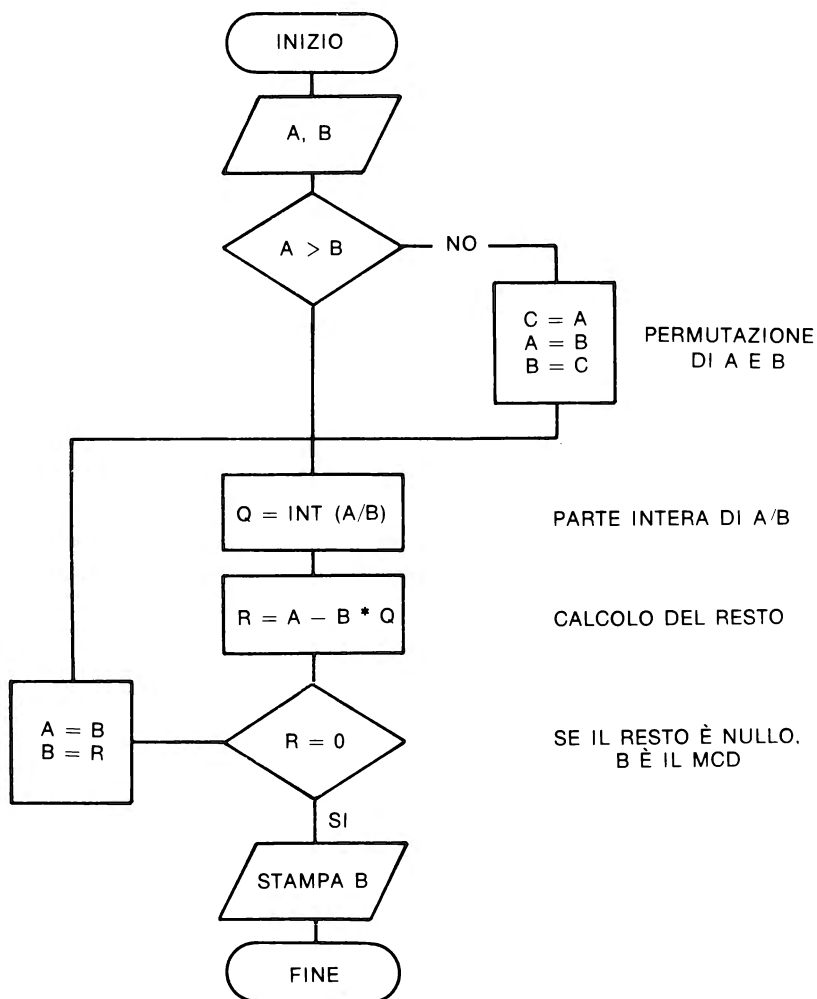 INIZIO
A, B
A > B
NO
C = A
A = B
B = C
PERMUTAZIONE
DI A E B
Q = INT (A/B)
PARTE INTERA DI A/B
R = A – B * Q
CALCOLO DEL RESTO
A = B
B = R
R = 0
SE IL RESTO È NULLO.
B È IL MCD
SI
STAMPA B
FINE